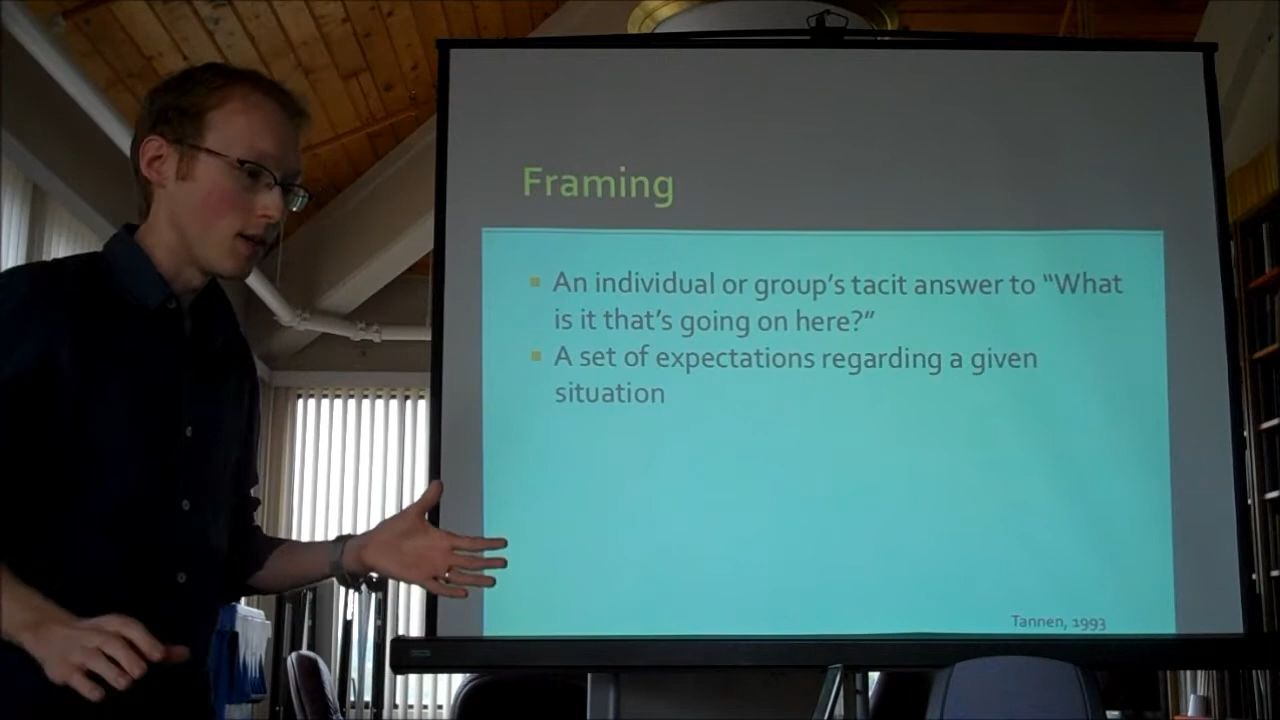 Framing
An individual or group's tacit answer to “What
is it that's going on here?”
A set of expectations regarding a given
situation
Tannen, 1993